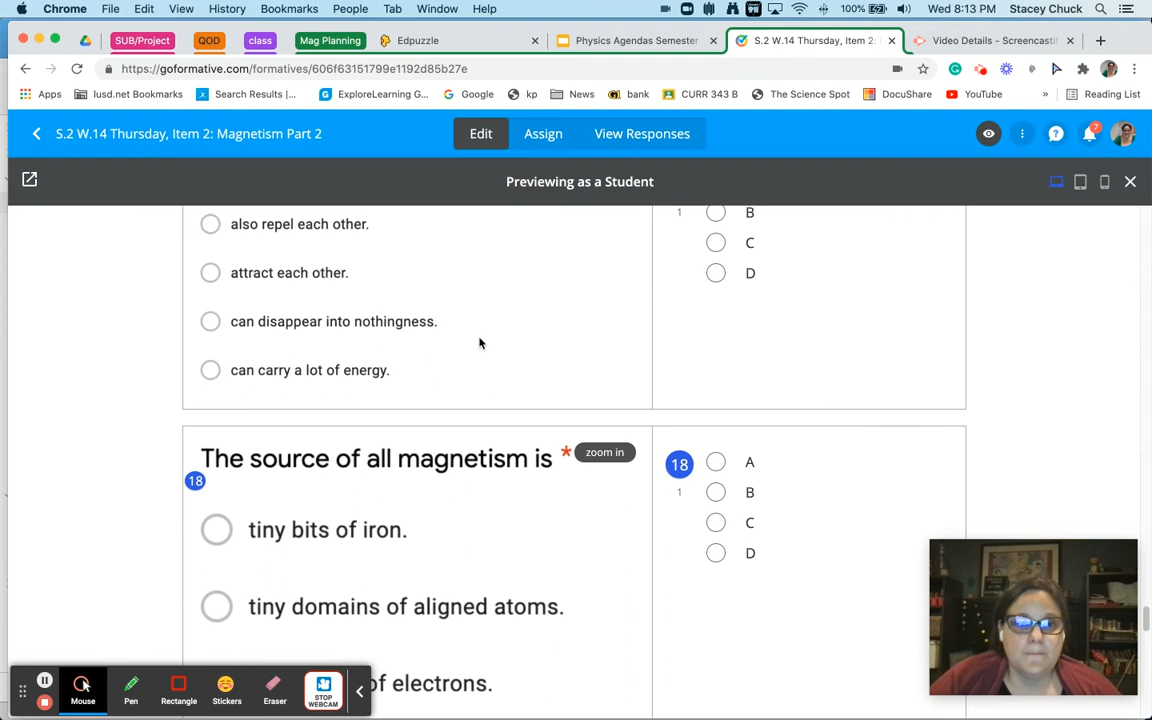 Chrome File Edit View History Bookmarks People Tab Window Help 100% Wed 8:13 PM Stacey Chuck
SUB/Project QOD class Mag Planning Edpuzzle Physics Agendas Semester S.2 W.14 Thursday, Item 2: Video Details - Screencastif
https://goformative.com/formatives/606f63151799e1192d85b27e
Apps lusd.net Bookmarks Search Results |... ExploreLearning G... Google kp News bank CURR 343 B The Science Spot DocuShare YouTube » Reading List
S.2 W.14 Thursday, Item 2: Magnetism Part 2 Edit Assign View Responses 7
Previewing as a Student
also repel each other.
attract each other.
can disappear into nothingness.
can carry a lot of energy.
1 B
C
D
The source of all magnetism is * zoom in
18
tiny bits of iron.
tiny domains of aligned atoms.
of electrons.
18 A
1 B
C
D
Mouse Pen Rectangle Stickers Eraser STOP WEBCAM